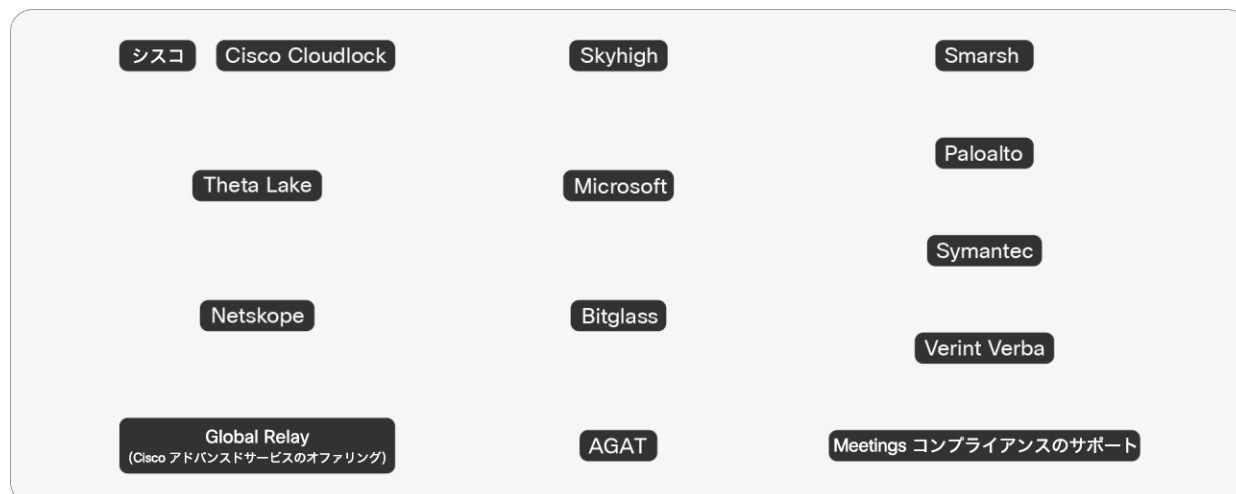 シスコ
Cisco Cloudlock
Skyhigh
Smarsh
Paloalto
Theta Lake
Microsoft
Symantec
Netskope
Bitglass
Verint Verba
Global Relay
(Cisco アドバンスドサービスのオファリング)
AGAT
Meetings コンプライアンスのサポート